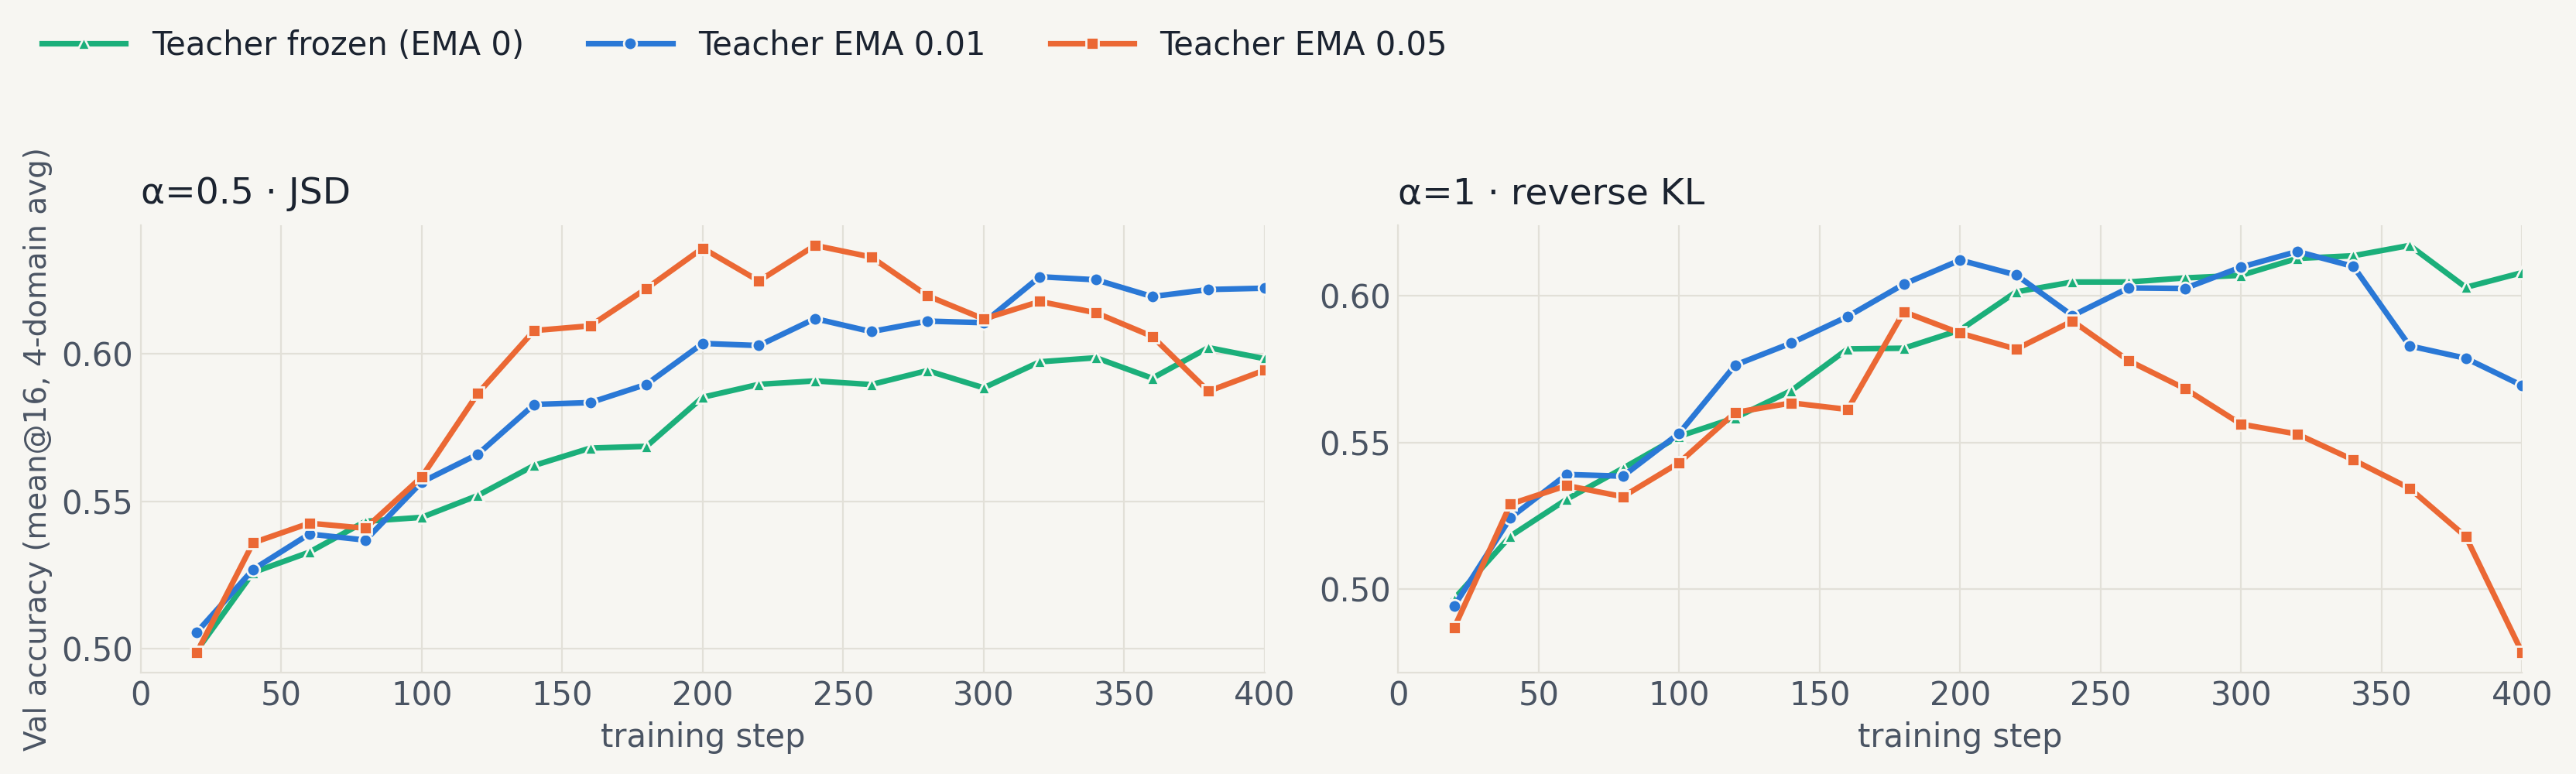 Teacher frozen (EMA 0)
Teacher EMA 0.01
Teacher EMA 0.05
Val accuracy (mean@16, 4-domain avg)
α=0.5 · JSD
0.60
0.55
0.50
0 50 100 150 200 250 300 350 400
training step
α=1 · reverse KL
0.60
0.55
0.50
0 50 100 150 200 250 300 350 400
training step